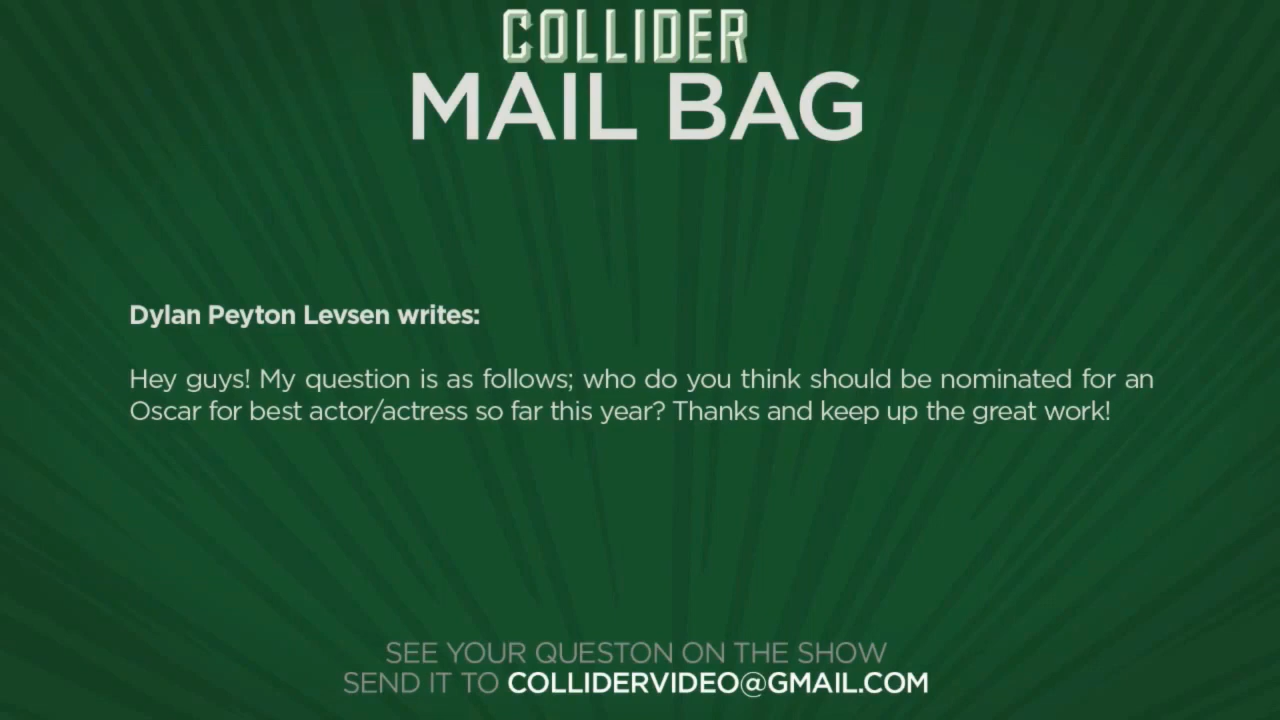 COLLIDER
MAIL BAG
Dylan Peyton Levsen writes:
Hey guys! My question is as follows; who do you think should be nominated for an
Oscar for best actor/actress so far this year? Thanks and keep up the great work!
SEE YOUR QUESTON ON THE SHOW
SEND IT TO COLLIDERVIDEO@GMAIL.COM